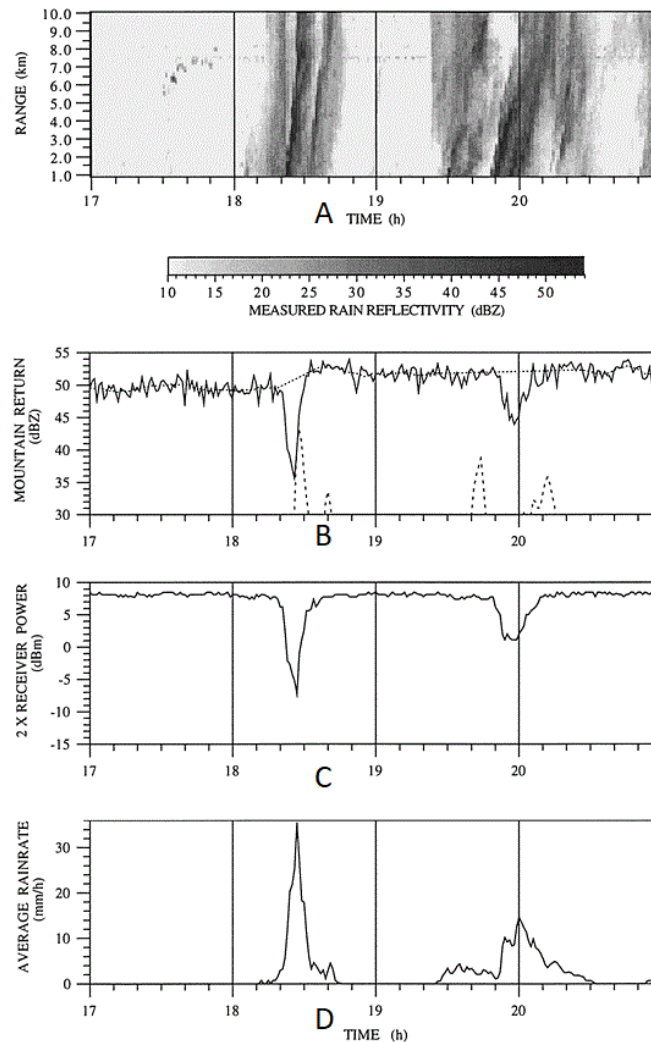 10.0
9.0
8.0
7.0
6.0
5.0
4.0
3.0
2.0
1.0
RANGE (km)
17 18 19 20
A
TIME (h)
10 15 20 25 30 35 40 45 50
MEASURED RAIN REFLECTIVITY (dBZ)
55
50
45
40
35
30
MOUNTAIN RETURN
(dBZ)
17 18 19 20
B
10
5
0
-5
-10
-15
2 X RECEIVER POWER
(dBm)
17 18 19 20
C
30
20
10
0
AVERAGE RAINRATE
(mm/h)
17 18 19 20
D
TIME (h)